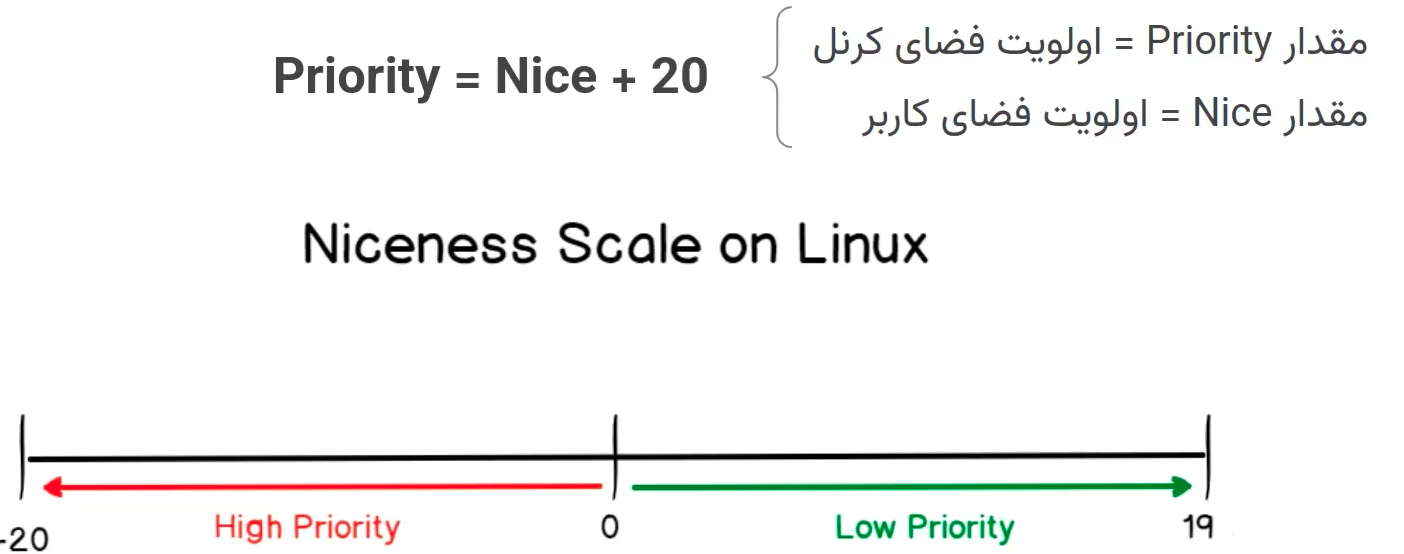 Priority = Nice + 20
مقدار Priority = اولویت فضای کرنل
مقدار Nice = اولویت فضای کاربر
Niceness Scale on Linux
High Priority
Low Priority
-20
0
19